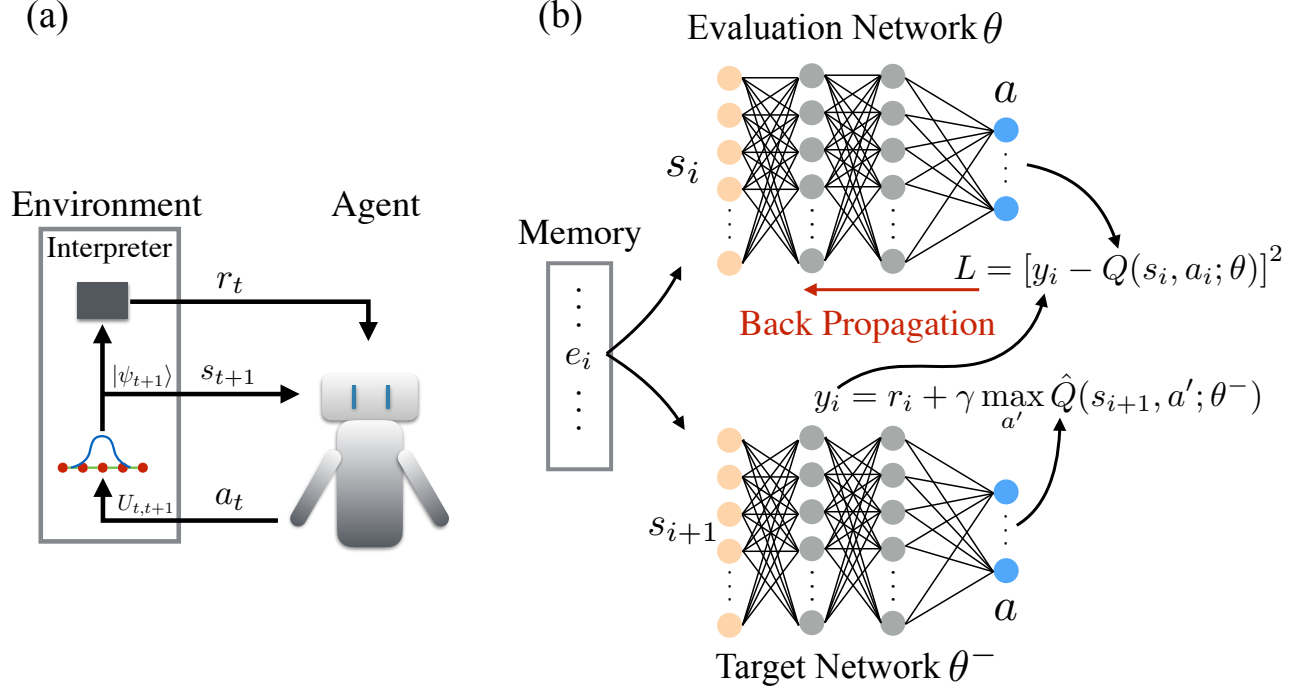 (a)
Environment
Agent
Interpreter
r_t
|ψ_{t+1}⟩
s_{t+1}
U_{t,t+1}
a_t
(b)
Evaluation Network θ
a
s_i
Memory
e_i
L = [y_i − Q(s_i, a_i; θ)]^2
Back Propagation
y_i = r_i + γ max_{a′} Q̂(s_{i+1}, a′; θ^−)
s_{i+1}
a
Target Network θ^−